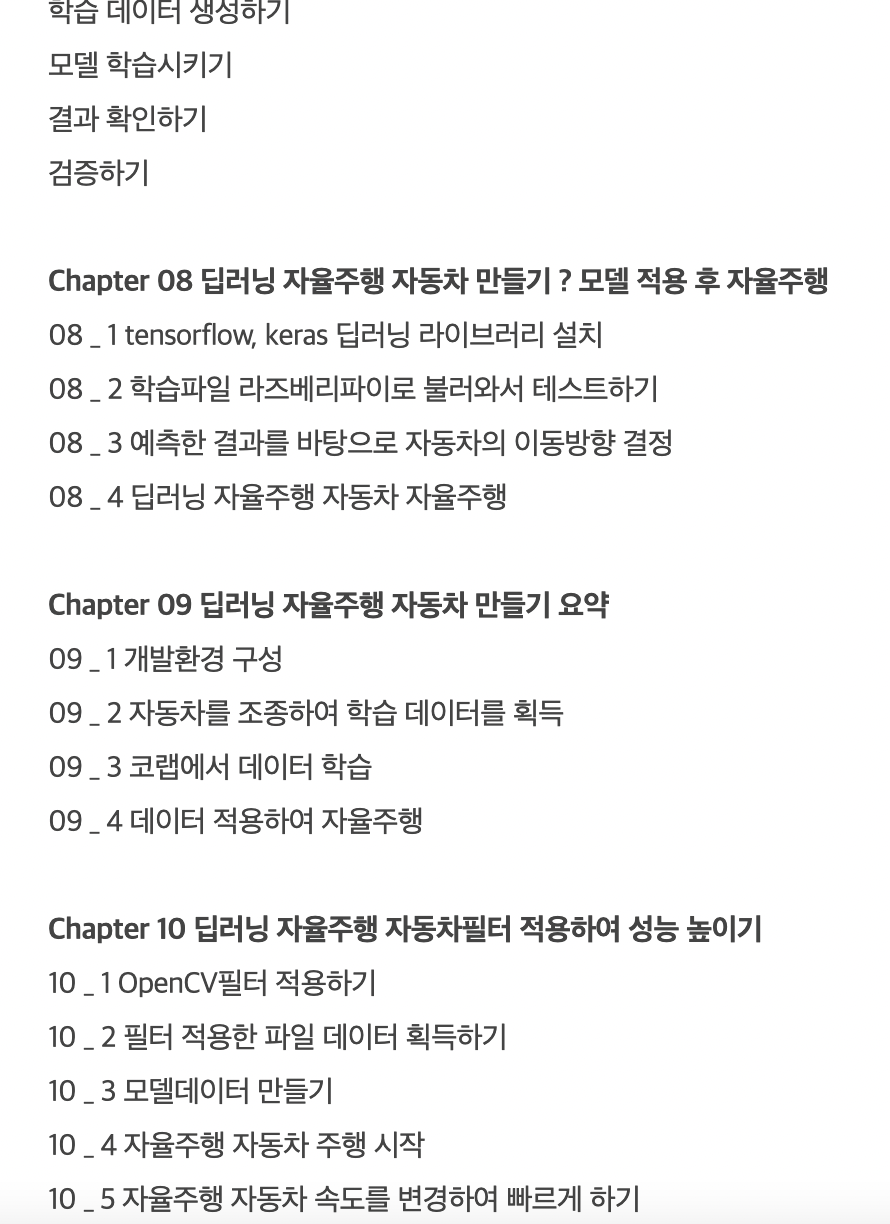 학습 데이터 생성하기
모델 학습시키기
결과 확인하기
검증하기
Chapter 08 딥러닝 자율주행 자동차 만들기 ? 모델 적용 후 자율주행
08 _ 1 tensorflow, keras 딥러닝 라이브러리 설치
08 _ 2 학습파일 라즈베리파이로 불러와서 테스트하기
08 _ 3 예측한 결과를 바탕으로 자동차의 이동방향 결정
08 _ 4 딥러닝 자율주행 자동차 자율주행
Chapter 09 딥러닝 자율주행 자동차 만들기 요약
09 _ 1 개발환경 구성
09 _ 2 자동차를 조종하여 학습 데이터를 획득
09 _ 3 코랩에서 데이터 학습
09 _ 4 데이터 적용하여 자율주행
Chapter 10 딥러닝 자율주행 자동차필터 적용하여 성능 높이기
10 _ 1 OpenCV필터 적용하기
10 _ 2 필터 적용한 파일 데이터 획득하기
10 _ 3 모델데이터 만들기
10 _ 4 자율주행 자동차 주행 시작
10 _ 5 자율주행 자동차 속도를 변경하여 빠르게 하기